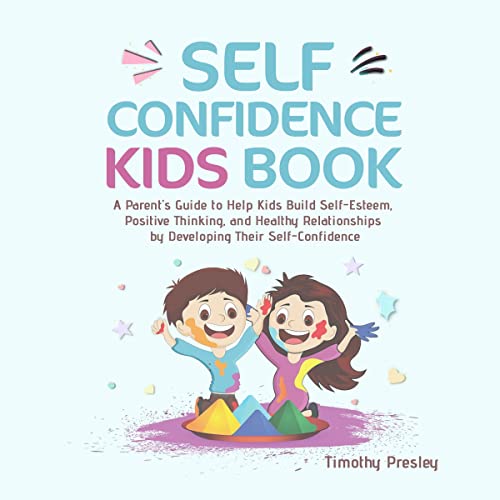 SELF
CONFIDENCE
KIDS BOOK
A Parent's Guide to Help Kids Build Self-Esteem,
Positive Thinking, and Healthy Relationships
by Developing Their Self-Confidence
Timothy Presley